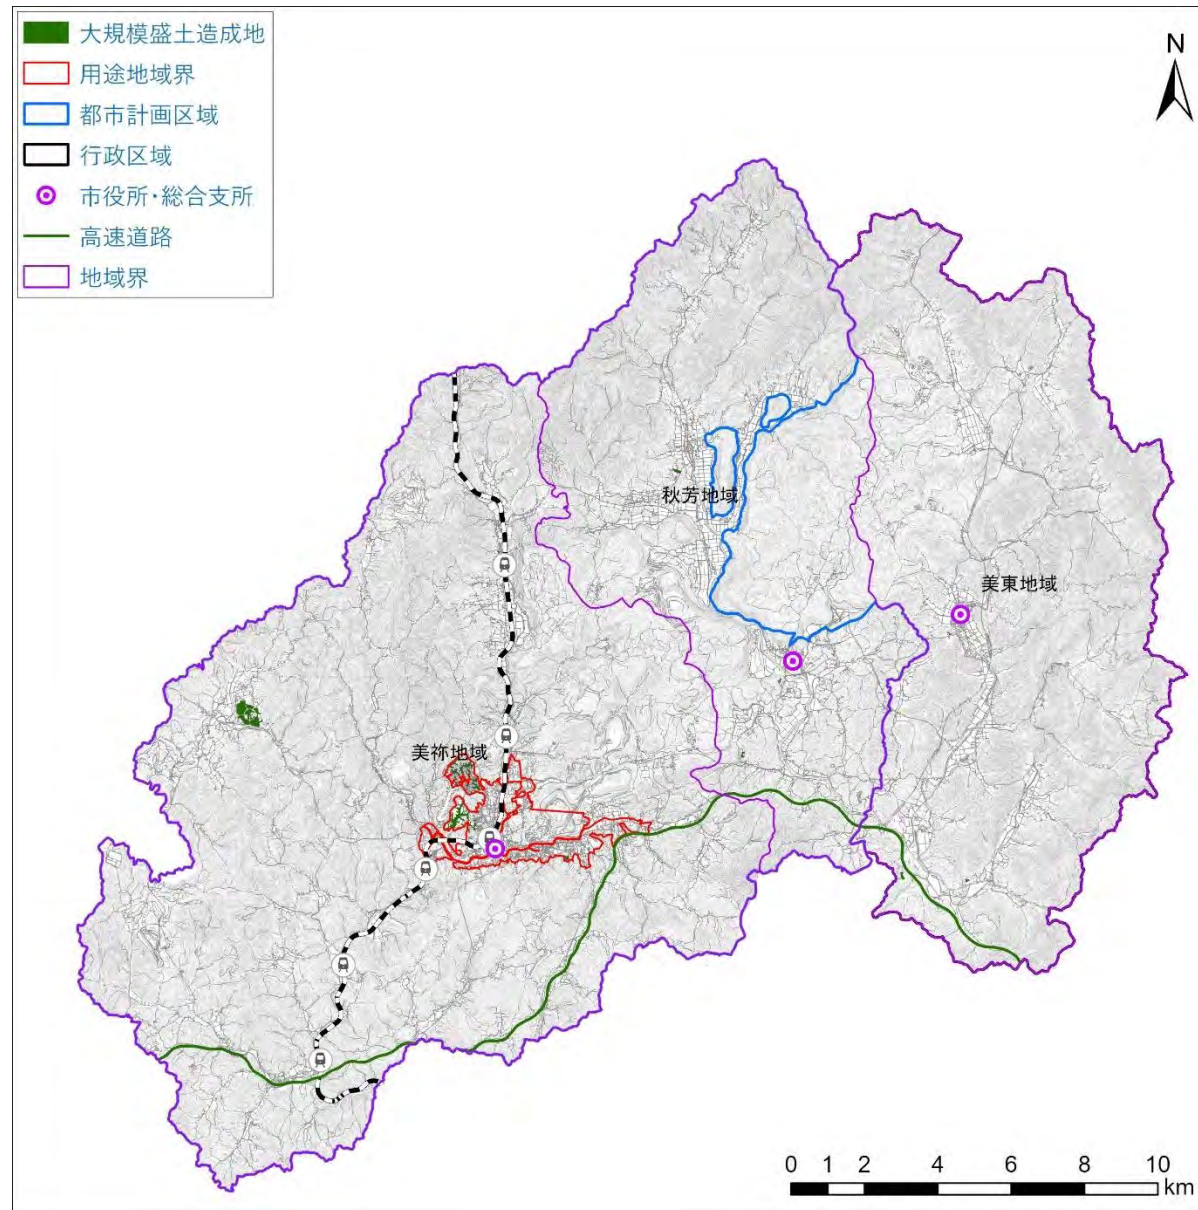 大規模盛土造成地
用途地域界
都市計画区域
行政区域
市役所・総合支所
高速道路
地域界
N
秋芳地域
美東地域
美祢地域
0 1 2 4 6 8 10
km